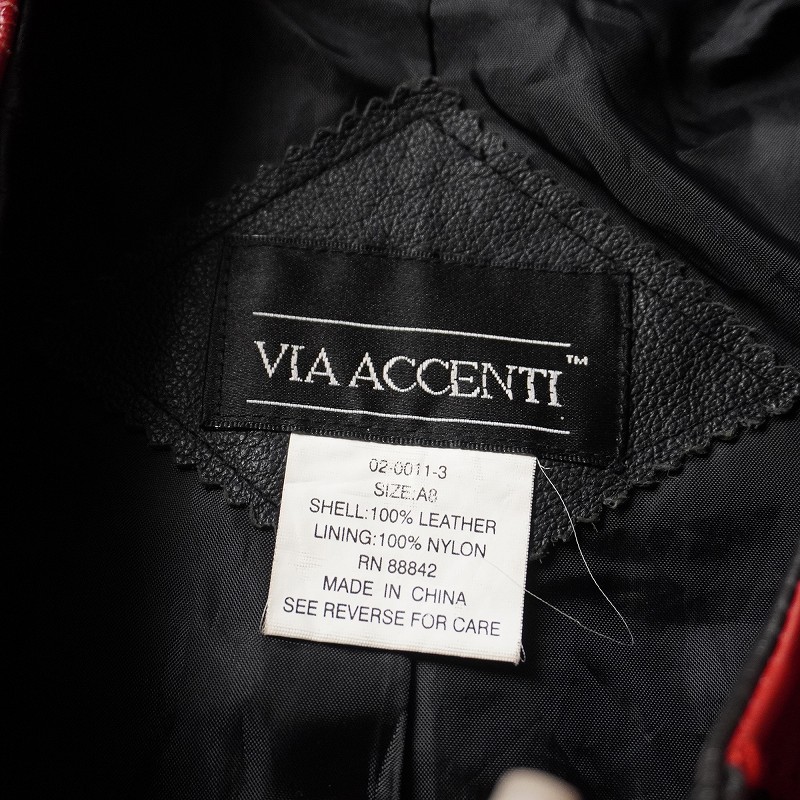 VIA ACCENTI™
02-0011-3
SIZE:A8
SHELL:100% LEATHER
LINING:100% NYLON
RN 88842
MADE IN CHINA
SEE REVERSE FOR CARE